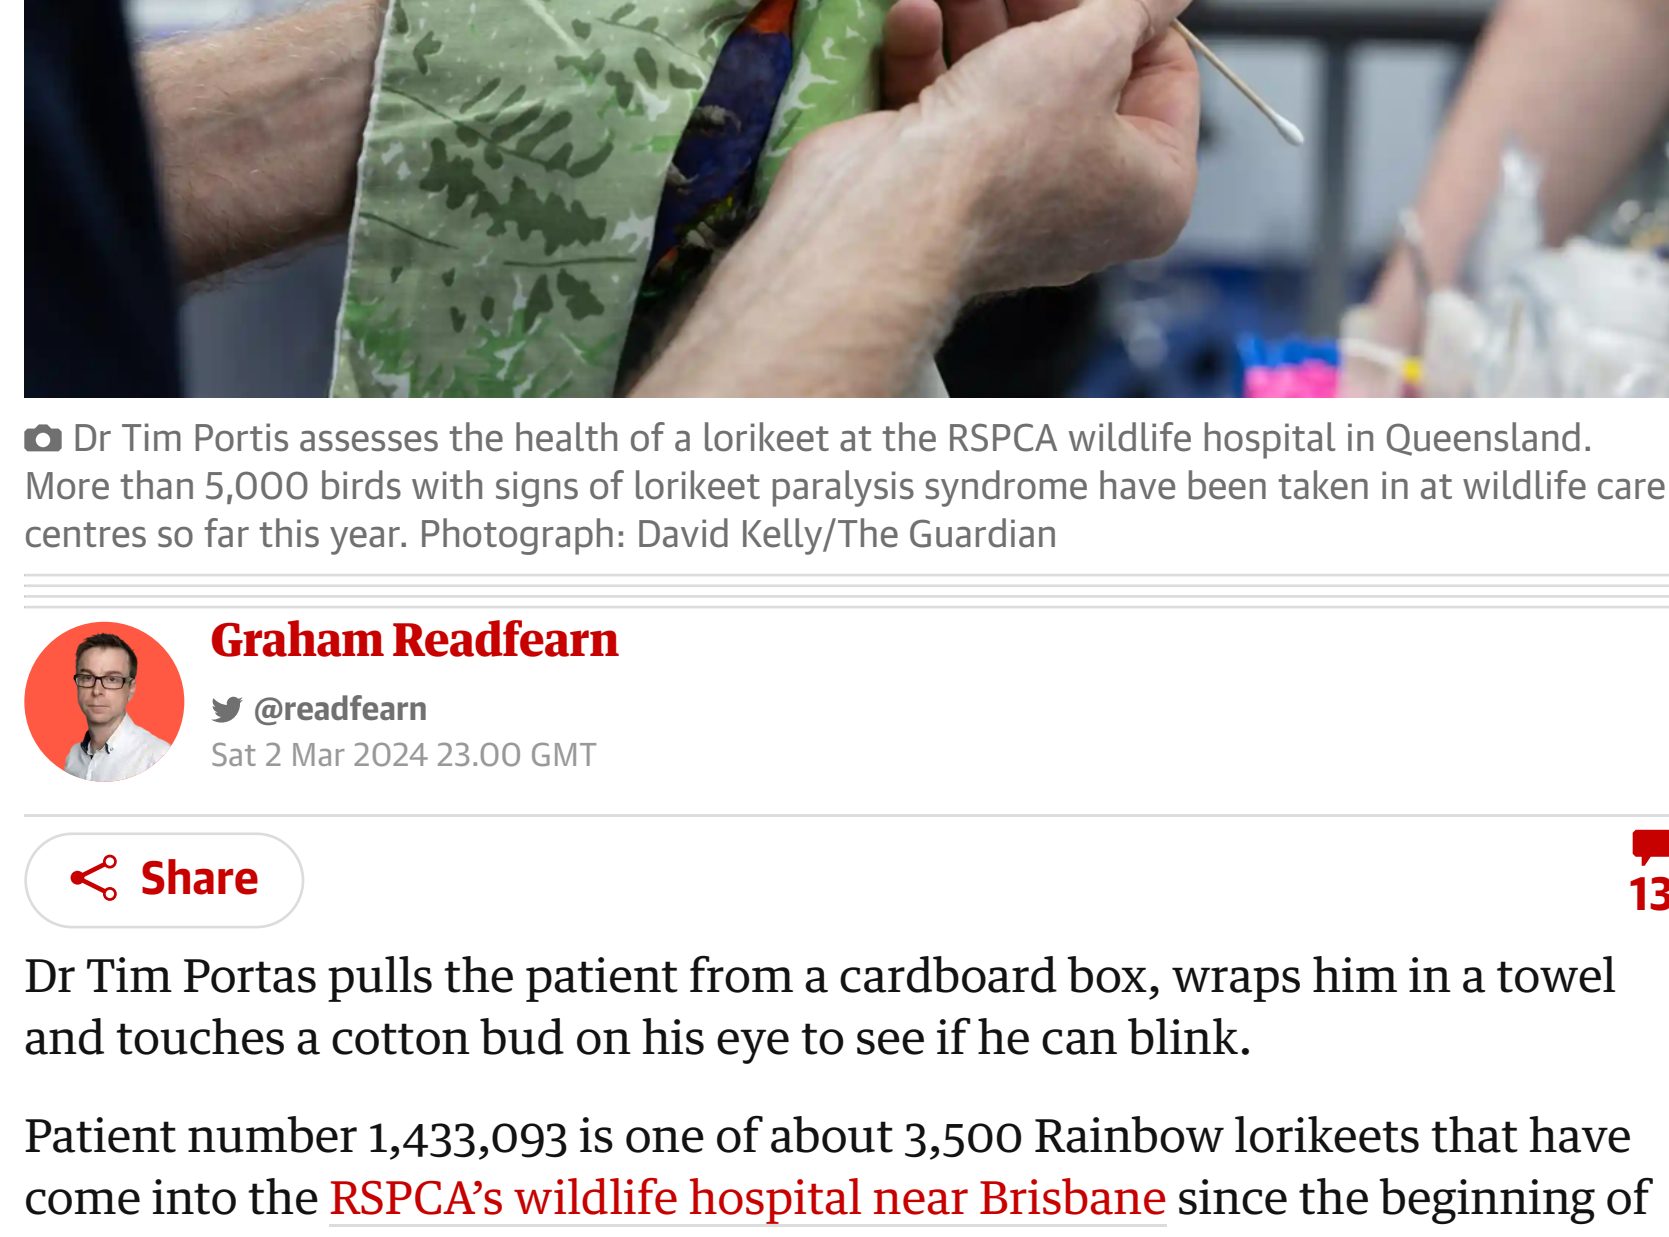 Dr Tim Portis assesses the health of a lorikeet at the RSPCA wildlife hospital in Queensland.
More than 5,000 birds with signs of lorikeet paralysis syndrome have been taken in at wildlife care
centres so far this year. Photograph: David Kelly/The Guardian
Graham Readfearn
@readfearn
Sat 2 Mar 2024 23.00 GMT
Share
13
Dr Tim Portas pulls the patient from a cardboard box, wraps him in a towel
and touches a cotton bud on his eye to see if he can blink.
Patient number 1,433,093 is one of about 3,500 Rainbow lorikeets that have
come into the RSPCA’s wildlife hospital near Brisbane since the beginning of